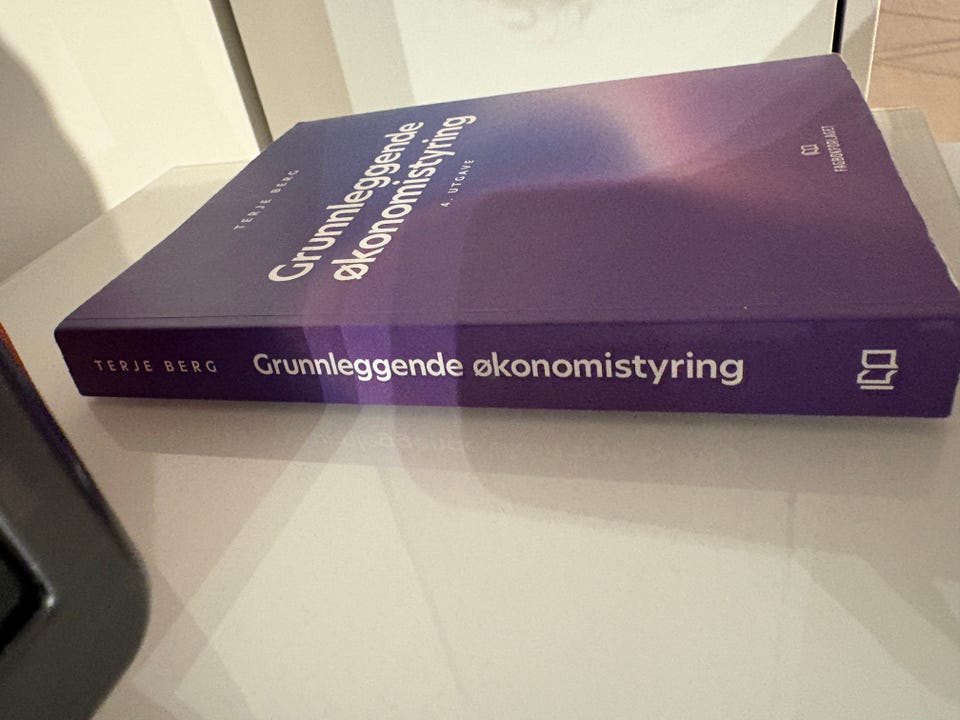 TERJE BERG
Grunnleggende
økonomistyring
4. UTGAVE
FAGBOKFORLAGET
TERJE BERG
Grunnleggende økonomistyring